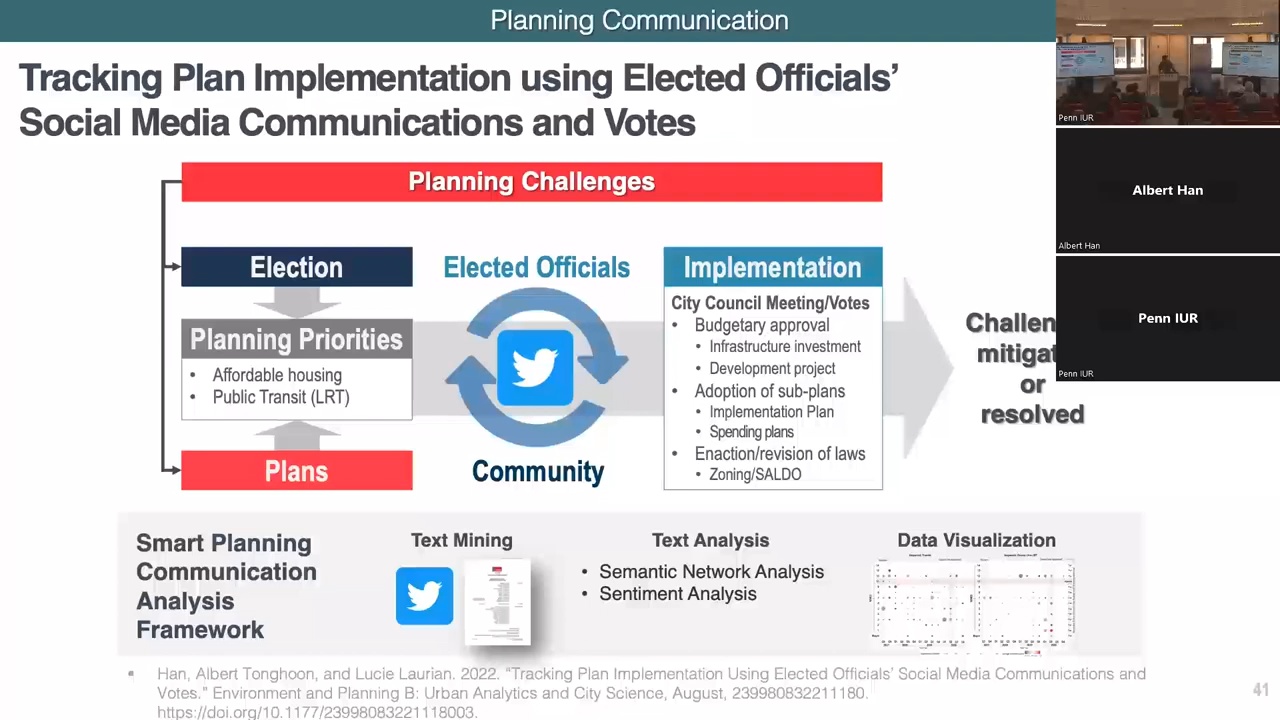 Planning Communication
Tracking Plan Implementation using Elected Officials’
Social Media Communications and Votes
Planning Challenges
Election
Planning Priorities
• Affordable housing
• Public Transit (LRT)
Plans
Elected Officials
Community
Implementation
City Council Meeting/Votes
• Budgetary approval
• Infrastructure investment
• Development project
• Adoption of sub-plans
• Implementation Plan
• Spending plans
• Enaction/revision of laws
• Zoning/SALDO
Challen
mitigat
or
resolved
Smart Planning
Communication
Analysis
Framework
Text Mining
Text Analysis
• Semantic Network Analysis
• Sentiment Analysis
Data Visualization
• Han, Albert Tonghoon, and Lucie Laurian. 2022. “Tracking Plan Implementation Using Elected Officials’ Social Media Communications and
Votes.” Environment and Planning B: Urban Analytics and City Science, August, 239980832211180.
https://doi.org/10.1177/23998083221118003.
41
Penn IUR
Albert Han
Albert Han
Penn IUR
Penn IUR